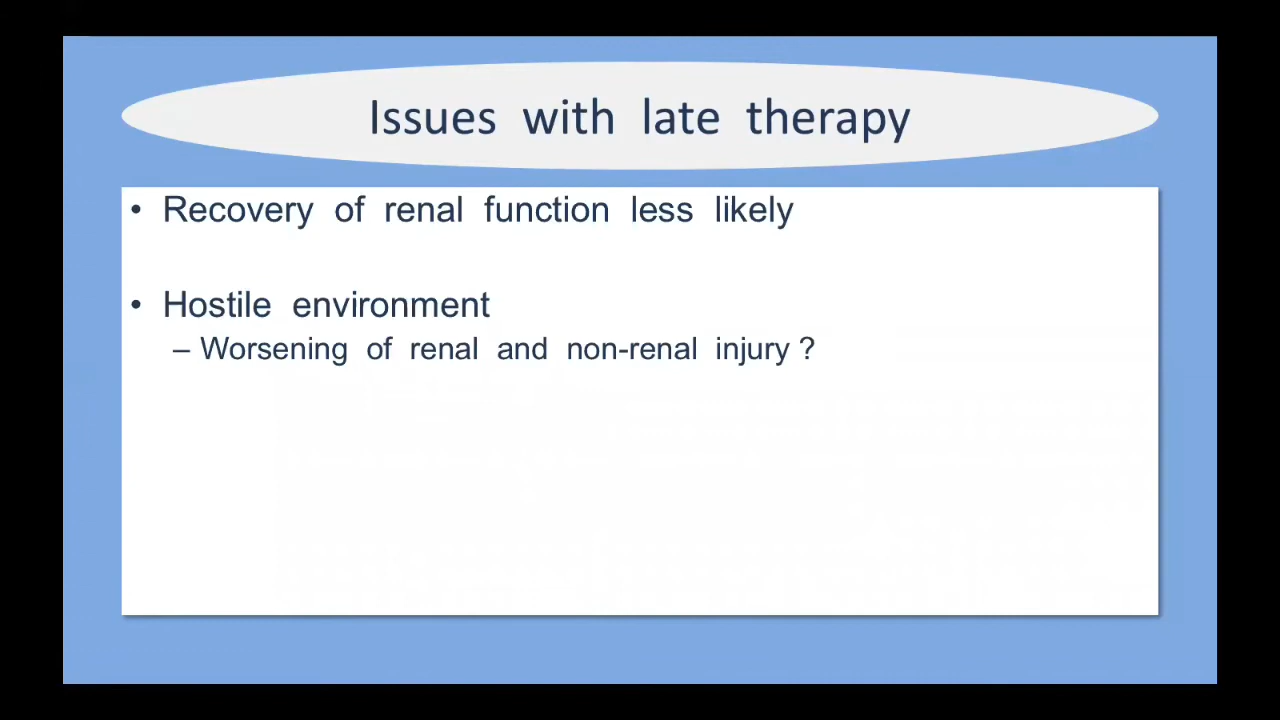 Issues with late therapy
• Recovery of renal function less likely
• Hostile environment
– Worsening of renal and non-renal injury ?